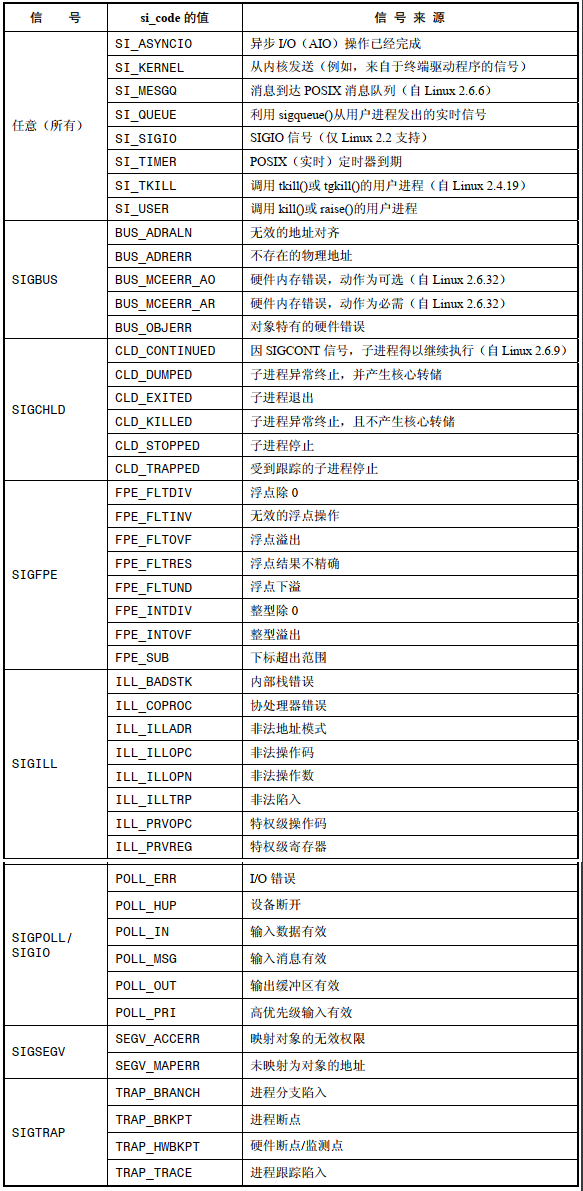 信 号 si_code 的值 信 号 来 源
任意（所有）
SI_ASYNCIO 异步 I/O（AIO）操作已经完成
SI_KERNEL 从内核发送（例如，来自于终端驱动程序的信号）
SI_MESGQ 消息到达 POSIX 消息队列（自 Linux 2.6.6）
SI_QUEUE 利用 sigqueue()从用户进程发出的实时信号
SI_SIGIO SIGIO 信号（仅 Linux 2.2 支持）
SI_TIMER POSIX（实时）定时器到期
SI_TKILL 调用 tkill()或 tgkill()的用户进程（自 Linux 2.4.19）
SI_USER 调用 kill()或 raise()的用户进程
SIGBUS
BUS_ADRALN 无效的地址对齐
BUS_ADRERR 不存在的物理地址
BUS_MCEERR_AO 硬件内存错误，动作为可选（自 Linux 2.6.32）
BUS_MCEERR_AR 硬件内存错误，动作为必需（自 Linux 2.6.32）
BUS_OBJERR 对象特有的硬件错误
SIGCHLD
CLD_CONTINUED 因 SIGCONT 信号，子进程得以继续执行（自 Linux 2.6.9）
CLD_DUMPED 子进程异常终止，并产生核心转储
CLD_EXITED 子进程退出
CLD_KILLED 子进程异常终止，且不产生核心转储
CLD_STOPPED 子进程停止
CLD_TRAPPED 受到跟踪的子进程停止
SIGFPE
FPE_FLTDIV 浮点除 0
FPE_FLTINV 无效的浮点操作
FPE_FLTOVF 浮点溢出
FPE_FLTRES 浮点结果不精确
FPE_FLTUND 浮点下溢
FPE_INTDIV 整型除 0
FPE_INTOVF 整型溢出
FPE_SUB 下标超出范围
SIGILL
ILL_BADSTK 内部栈错误
ILL_COPROC 协处理器错误
ILL_ILLADR 非法地址模式
ILL_ILLOPC 非法操作码
ILL_ILLOPN 非法操作数
ILL_ILLTRP 非法陷入
ILL_PRVOPC 特权级操作码
ILL_PRVREG 特权级寄存器
SIGPOLL/
SIGIO
POLL_ERR I/O 错误
POLL_HUP 设备断开
POLL_IN 输入数据有效
POLL_MSG 输入消息有效
POLL_OUT 输出缓冲区有效
POLL_PRI 高优先级输入有效
SIGSEGV
SEGV_ACCERR 映射对象的无效权限
SEGV_MAPERR 未映射为对象的地址
SIGTRAP
TRAP_BRANCH 进程分支陷入
TRAP_BRKPT 进程断点
TRAP_HWBKPT 硬件断点/监测点
TRAP_TRACE 进程跟踪陷入